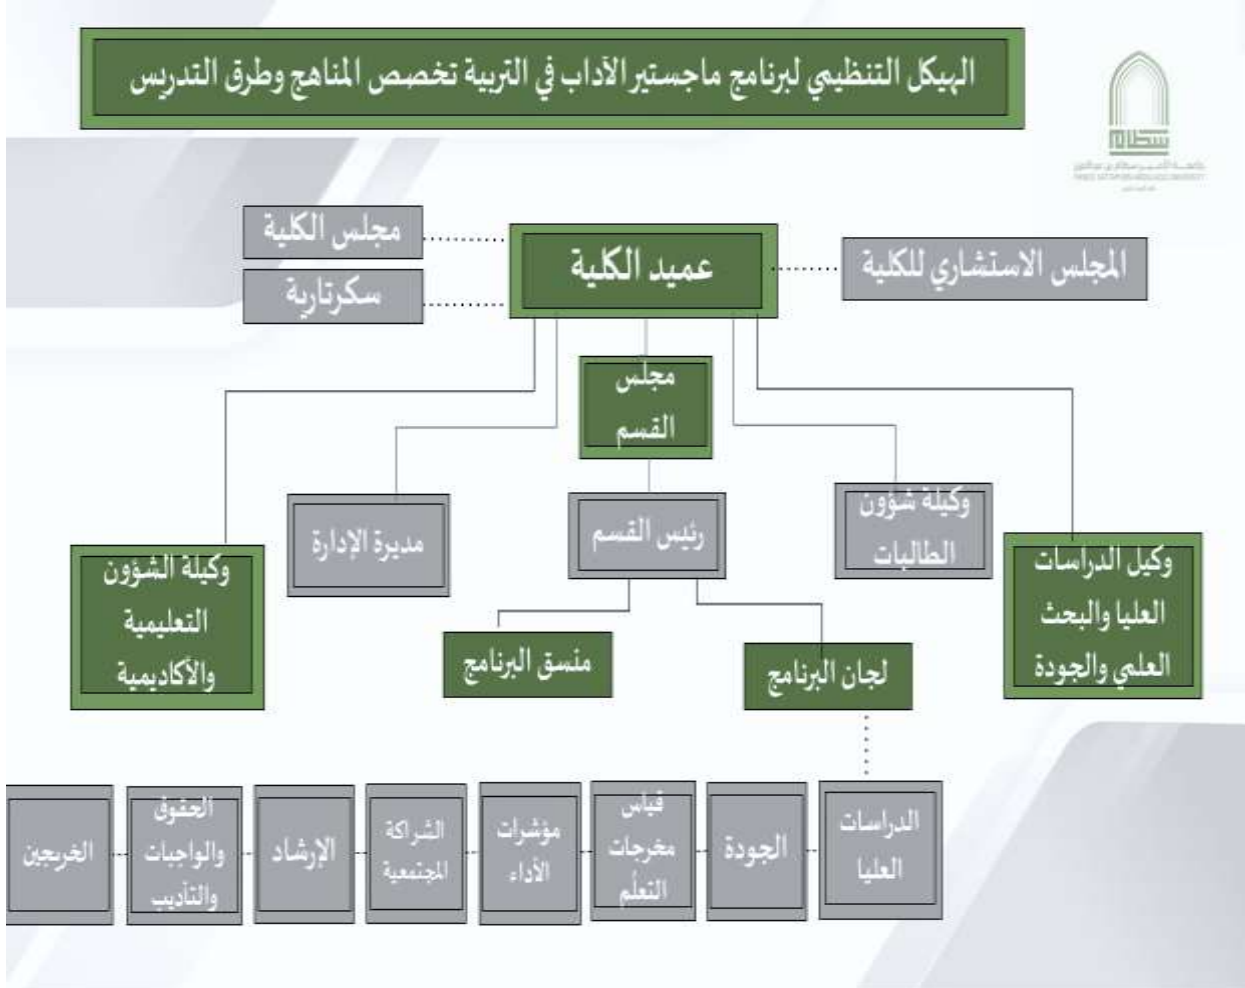 الهيكل التنظيمي لبرنامج ماجستير الآداب في التربية تخصص المناهج وطرق التدريس
سطام
المجلس الاستشاري للكلية
عميد الكلية
مجلس الكلية
سكرتارية
مجلس
القسم
وكيل الدراسات
العليا والبحث
العلمي والجودة
وكيلة شؤون
الطالبات
رئيس القسم
مديرة الإدارة
وكيلة الشؤون
التعليمية
والأكاديمية
لجان البرنامج
منسق البرنامج
الدراسات
العليا
الجودة
قياس
مخرجات
التعلُم
مؤشرات
الأداء
الشراكة
المجتمعية
الإرشاد
الحقوق
والواجبات
والتأديب
الخريجين